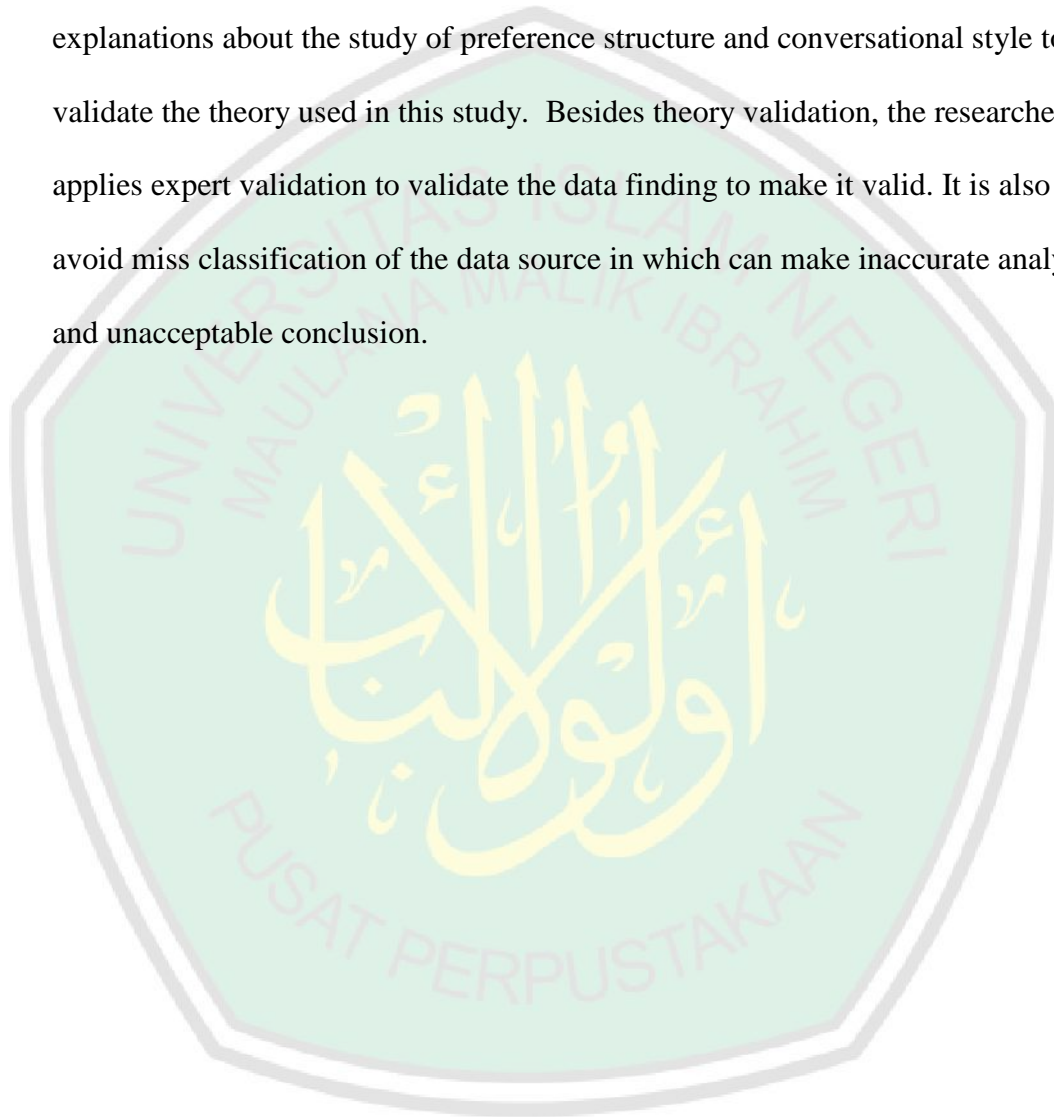 explanations about the study of preference structure and conversational style to
validate the theory used in this study.  Besides theory validation, the
applies expert validation to validate the data finding to make it valid. It is also
avoid miss classification of the data source in which can make inaccurate
and unacceptable conclusion.
UNIVERSITAS ISLAM NEGERI
MAULANA MALIK IBRAHIM
أولوا الألباب
PUSAT PERPUSTAKAAN